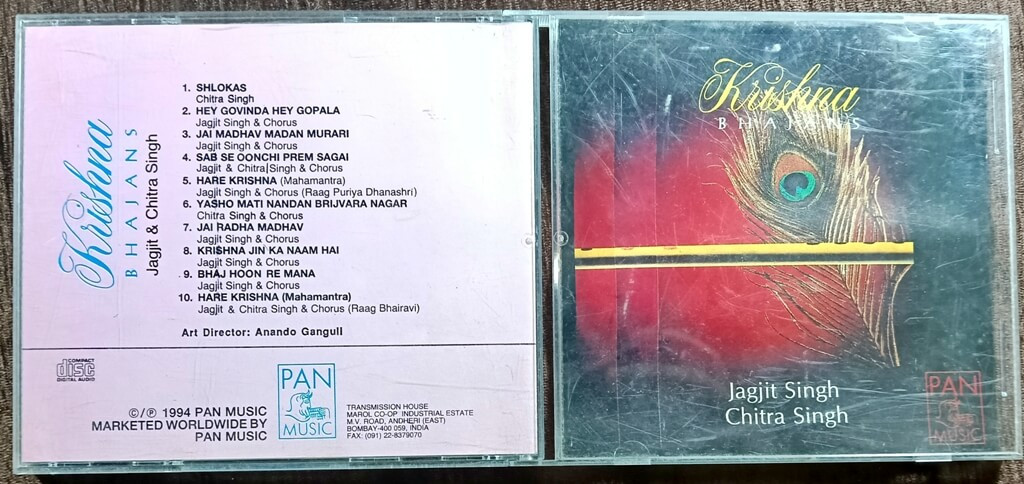 Krishna
BHAJANS
Jagjit & Chitra Singh
1. SHLOKAS
Chitra Singh
2. HEY GOVINDA HEY GOPALA
Jagjit Singh & Chorus
3. JAI MADHAV MADAN MURARI
Jagjit Singh & Chorus
4. SAB SE OONCHI PREM SAGAI
Jagjit & Chitra Singh & Chorus
5. HARE KRISHNA (Mahamantra)
Jagjit Singh & Chorus (Raag Puriya Dhanashri)
6. YASHO MATI NANDAN BRIJVARA NAGAR
Chitra Singh & Chorus
7. JAI RADHA MADHAV
Jagjit Singh & Chorus
8. KRISHNA JIN KA NAAM HAI
Jagjit Singh & Chorus
9. BHAJ HOON RE MANA
Jagjit Singh & Chorus
10. HARE KRISHNA (Mahamantra)
Jagjit & Chitra Singh & Chorus (Raag Bhairavi)
Art Director: Anando Ganguli
COMPACT
disc
DIGITAL AUDIO
©/℗ 1994 PAN MUSIC
MARKETED WORLDWIDE BY
PAN MUSIC
PAN
MUSIC
TRANSMISSION HOUSE
MAROL CO-OP INDUSTRIAL ESTATE
M.V. ROAD, ANDHERI (EAST)
BOMBAY-400 059, INDIA
FAX: (091) 22-8379070
Krishna
BHAJANS
Jagjit Singh
Chitra Singh
PAN
MUSIC